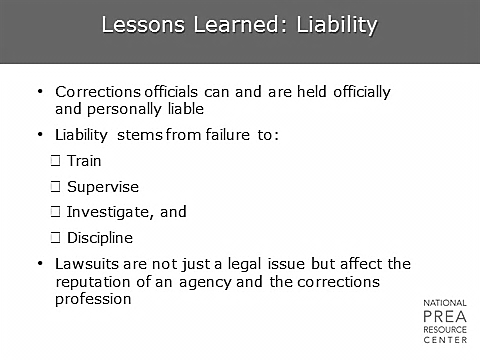 Lessons Learned: Liability
• Corrections officials can and are held officially
and personally liable
• Liability stems from failure to:
□ Train
□ Supervise
□ Investigate, and
□ Discipline
• Lawsuits are not just a legal issue but affect the
reputation of an agency and the corrections
profession
NATIONAL
PREA
RESOURCE
CENTER